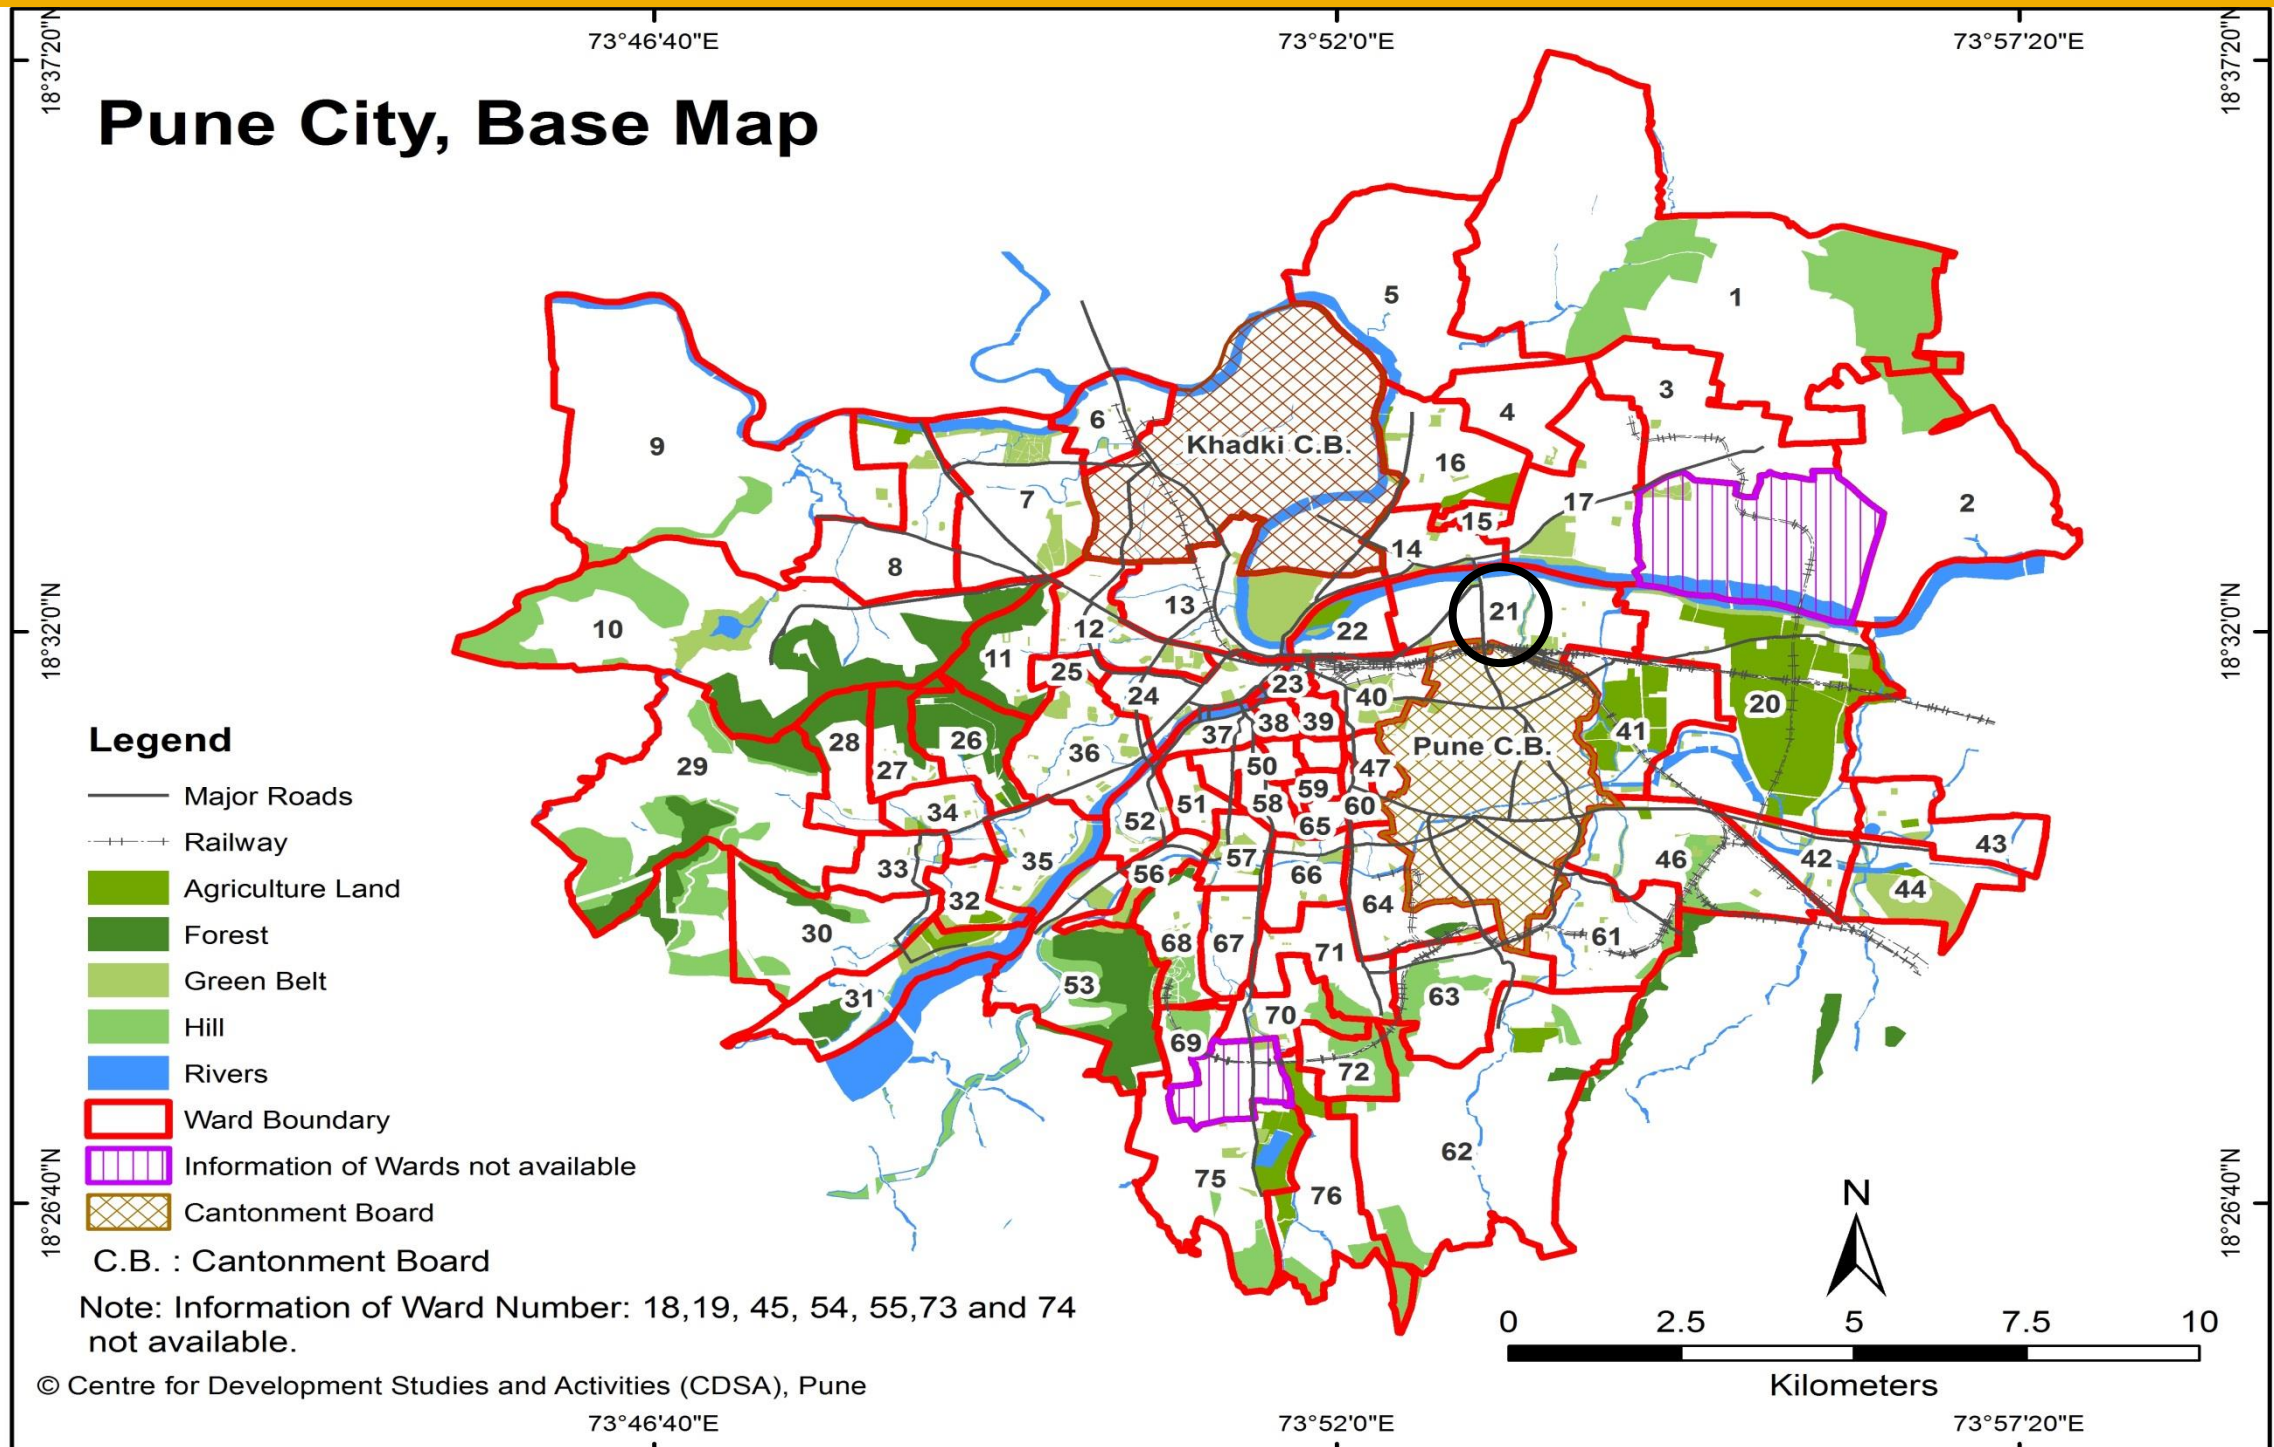 73°46'40"E
73°52'0"E
73°57'20"E
18°37'20"N
18°37'20"N
Pune City, Base Map
1
5
3
4
6
Khadki C.B.
9
16
7
17
2
15
14
8
13
21
10
12
22
11
25
23
24
40
20
38
39
37
41
28
26
Pune C.B.
36
29
27
50
47
59
51
58
60
34
52
65
43
35
57
46
42
33
56
66
44
32
64
30
68
67
61
71
53
31
63
70
69
72
62
75
76
18°32'0"N
18°32'0"N
Legend
Major Roads
Railway
Agriculture Land
Forest
Green Belt
Hill
Rivers
Ward Boundary
Information of Wards not available
Cantonment Board
C.B. : Cantonment Board
Note: Information of Ward Number: 18,19, 45, 54, 55,73 and 74
not available.
© Centre for Development Studies and Activities (CDSA), Pune
18°26'40"N
18°26'40"N
N
0 2.5 5 7.5 10
Kilometers
73°46'40"E
73°52'0"E
73°57'20"E